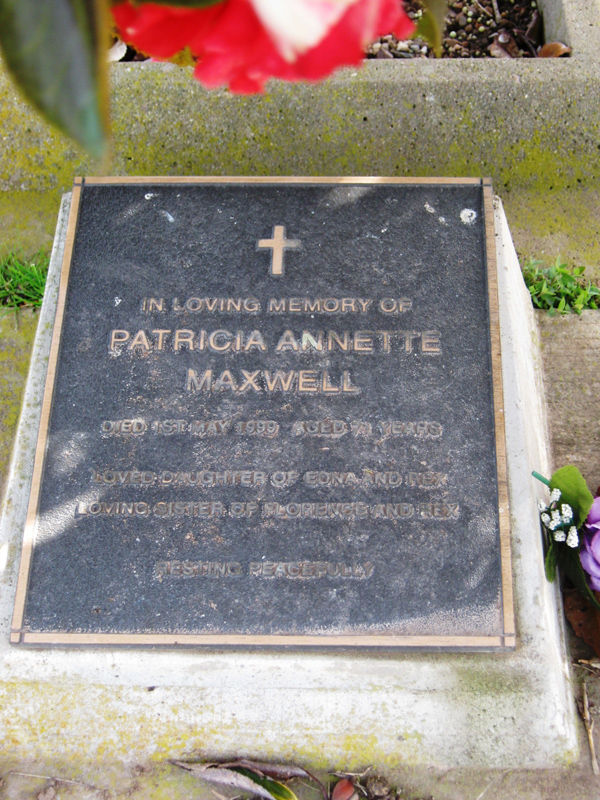 IN LOVING MEMORY OF
PATRICIA ANNETTE
MAXWELL
DIED 1ST MAY 1999 AGED YEARS
LOVED DAUGHTER OF EDNA AND REX
LOVING SISTER OF FLORENCE AND REX
RESTING PEACEFULLY